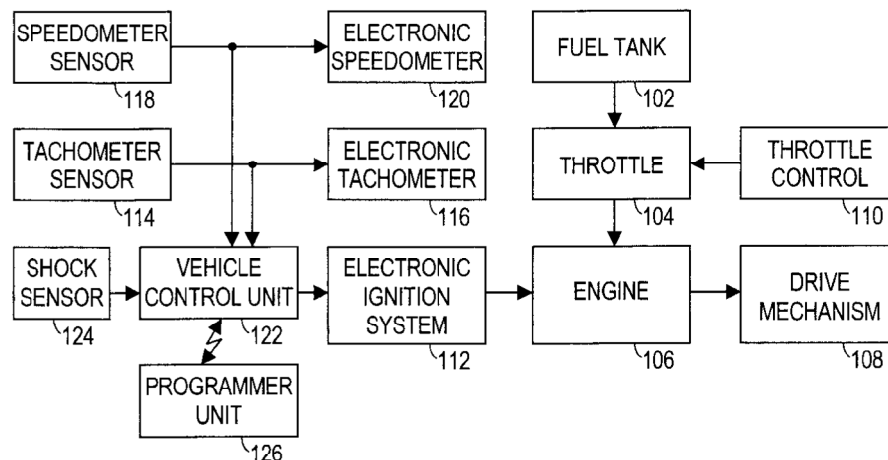 SPEEDOMETER
SENSOR
118
ELECTRONIC
SPEEDOMETER
120
FUEL TANK
102
TACHOMETER
SENSOR
114
ELECTRONIC
TACHOMETER
116
THROTTLE
104
THROTTLE
CONTROL
110
SHOCK
SENSOR
124
VEHICLE
CONTROL UNIT
122
ELECTRONIC
IGNITION
SYSTEM
112
ENGINE
106
DRIVE
MECHANISM
108
PROGRAMMER
UNIT
126